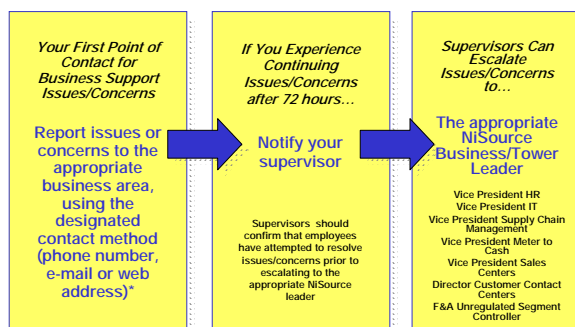 Your First Point of
Contact for
Business Support
Issues/Concerns
Report issues or
concerns to the
appropriate
business area,
using the
designated
contact method
(phone number,
e-mail or web
address)*
If You Experience
Continuing
Issues/Concerns
after 72 hours…
Notify your
supervisor
Supervisors should
confirm that employees
have attempted to resolve
issues/concerns prior to
escalating to the
appropriate NiSource
leader
Supervisors Can
Escalate
Issues/Concerns
to…
The appropriate
NiSource
Business/Tower
Leader
Vice President HR
Vice President IT
Vice President Supply Chain
Management
Vice President Meter to
Cash
Vice President Sales
Centers
Director Customer Contact
Centers
F&A Unregulated Segment
Controller